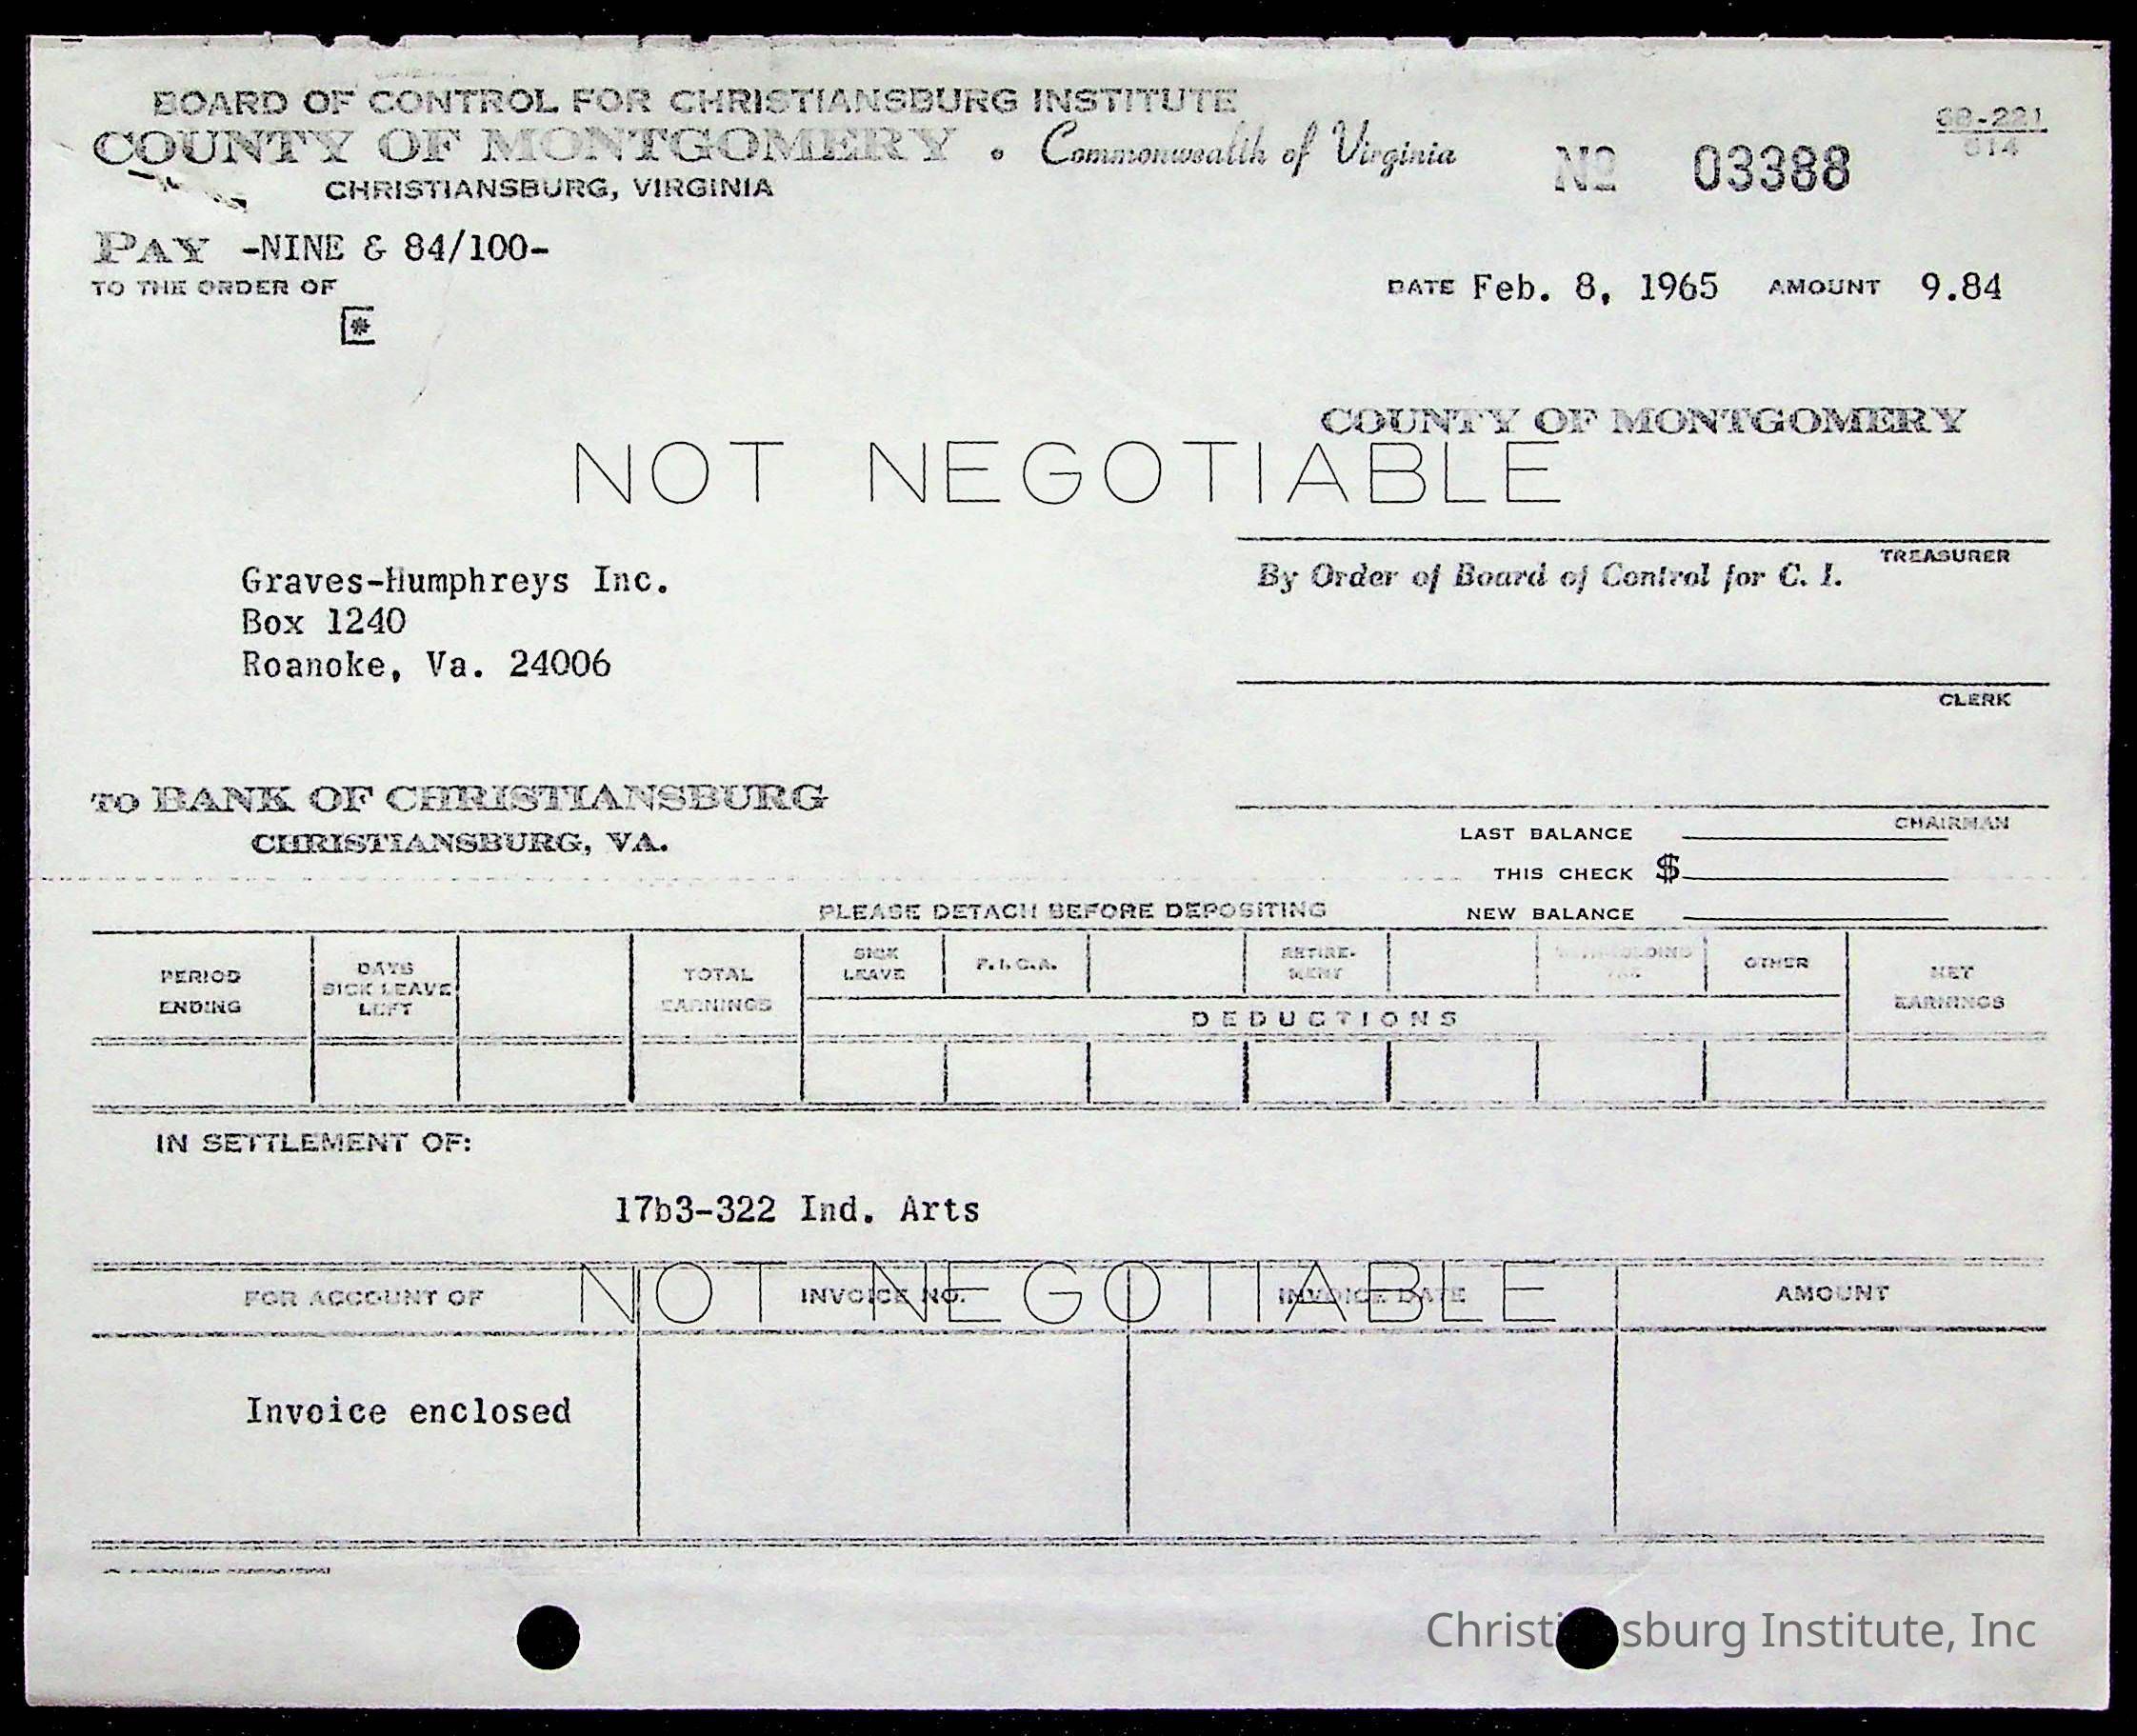 BOARD OF CONTROL FOR CHRISTIANSBURG INSTITUTE
COUNTY OF MONTGOMERY • Commonwealth of Virginia
CHRISTIANSBURG, VIRGINIA
No 03388
68-221
514
PAY -NINE & 84/100-
TO THE ORDER OF
DATE Feb. 8, 1965 AMOUNT 9.84
COUNTY OF MONTGOMERY
NOT NEGOTIABLE
TREASURER
By Order of Board of Control for C. I.
Graves-Humphreys Inc.
Box 1240
Roanoke, Va. 24006
CLERK
TO BANK OF CHRISTIANSBURG
CHRISTIANSBURG, VA.
CHAIRMAN
LAST BALANCE
THIS CHECK $
NEW BALANCE
PLEASE DETACH BEFORE DEPOSITING
PERIOD ENDING
DAYS SICK LEAVE LEFT
TOTAL EARNINGS
SICK LEAVE
F.I.C.A.
RETIRE-MENT
WITHHOLDING
OTHER
NET EARNINGS
DEDUCTIONS
IN SETTLEMENT OF:
17b3-322 Ind. Arts
NOT NEGOTIABLE
FOR ACCOUNT OF INVOICE NO. INVOICE DATE AMOUNT
Invoice enclosed
Christi sburg Institute, Inc